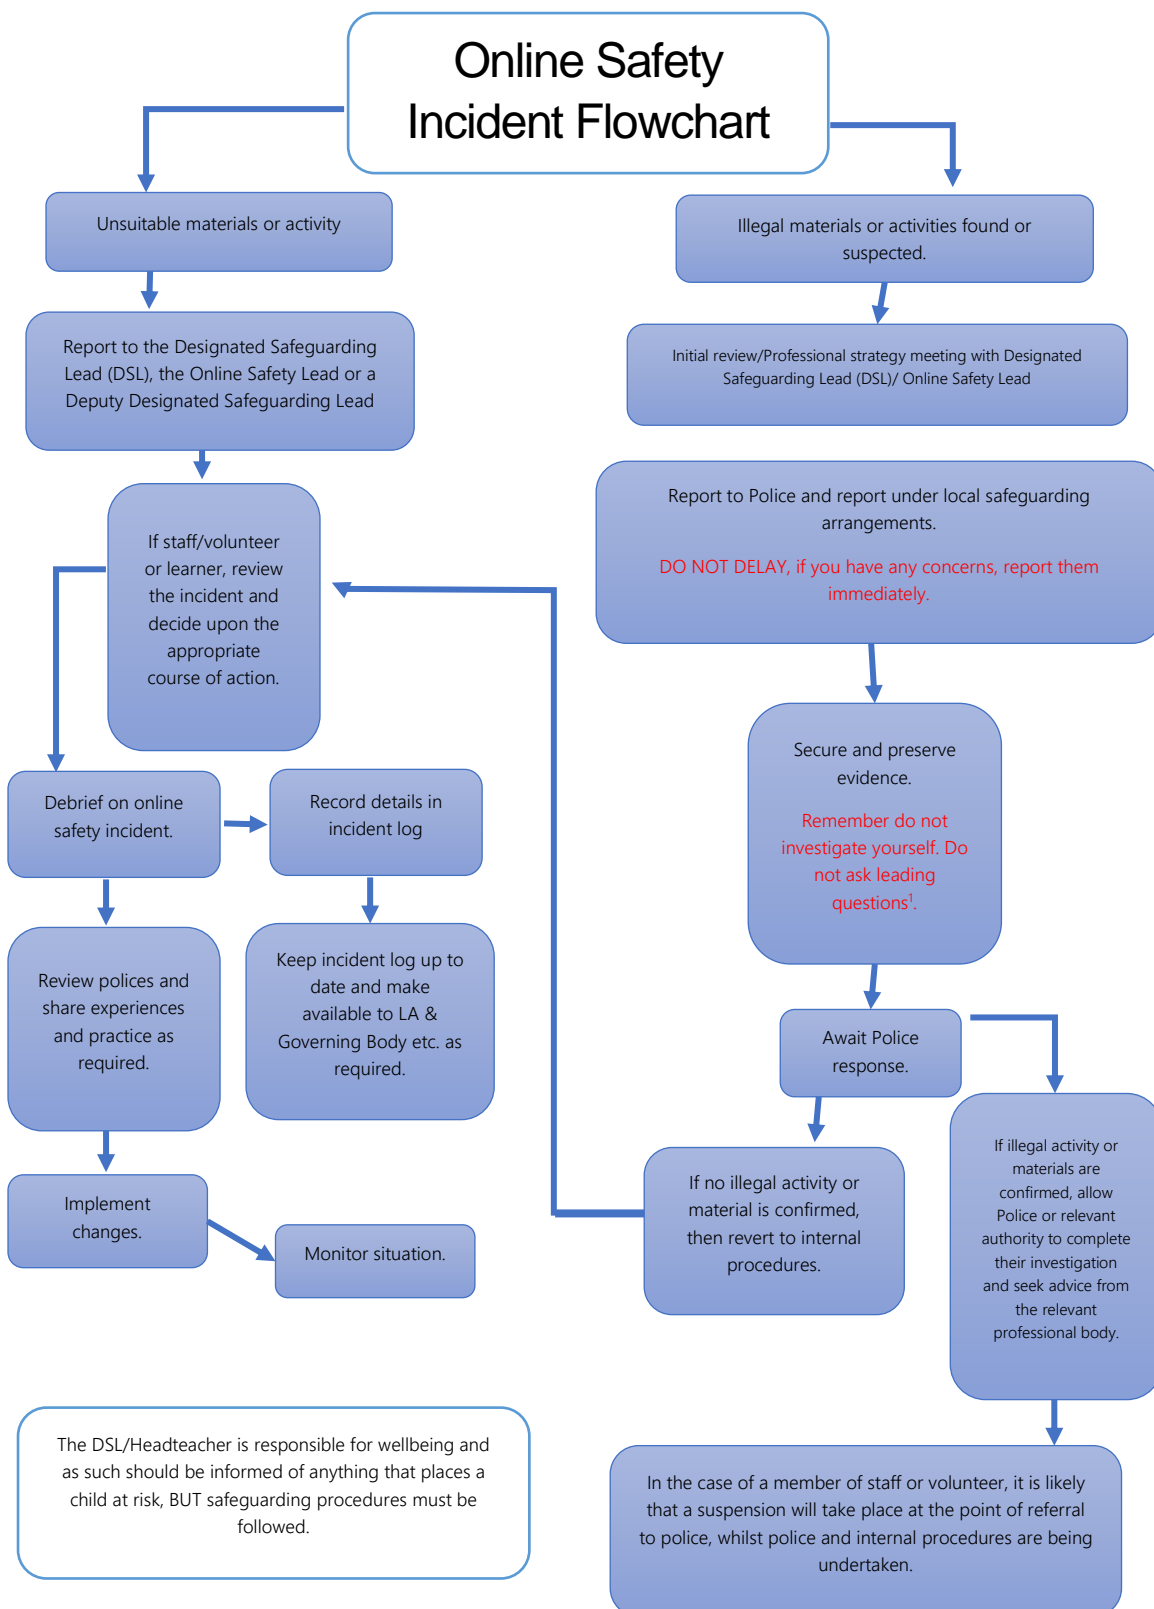 Online Safety
Incident Flowchart
Unsuitable materials or activity
Report to the Designated Safeguarding
Lead (DSL), the Online Safety Lead or a
Deputy Designated Safeguarding Lead
If staff/volunteer
or learner, review
the incident and
decide upon the
appropriate
course of action.
Debrief on online
safety incident.
Record details in
incident log
Review polices and
share experiences
and practice as
required.
Keep incident log up to
date and make
available to LA &
Governing Body etc. as
required.
Implement
changes.
Monitor situation.
Illegal materials or activities found or
suspected.
Initial review/Professional strategy meeting with Designated
Safeguarding Lead (DSL)/ Online Safety Lead
Report to Police and report under local safeguarding
arrangements.
DO NOT DELAY, if you have any concerns, report them
immediately.
Secure and preserve
evidence.
Remember do not
investigate yourself. Do
not ask leading
questions¹.
Await Police
response.
If no illegal activity or
material is confirmed,
then revert to internal
procedures.
If illegal activity or
materials are
confirmed, allow
Police or relevant
authority to complete
their investigation
and seek advice from
the relevant
professional body.
In the case of a member of staff or volunteer, it is likely
that a suspension will take place at the point of referral
to police, whilst police and internal procedures are being
undertaken.
The DSL/Headteacher is responsible for wellbeing and
as such should be informed of anything that places a
child at risk, BUT safeguarding procedures must be
followed.